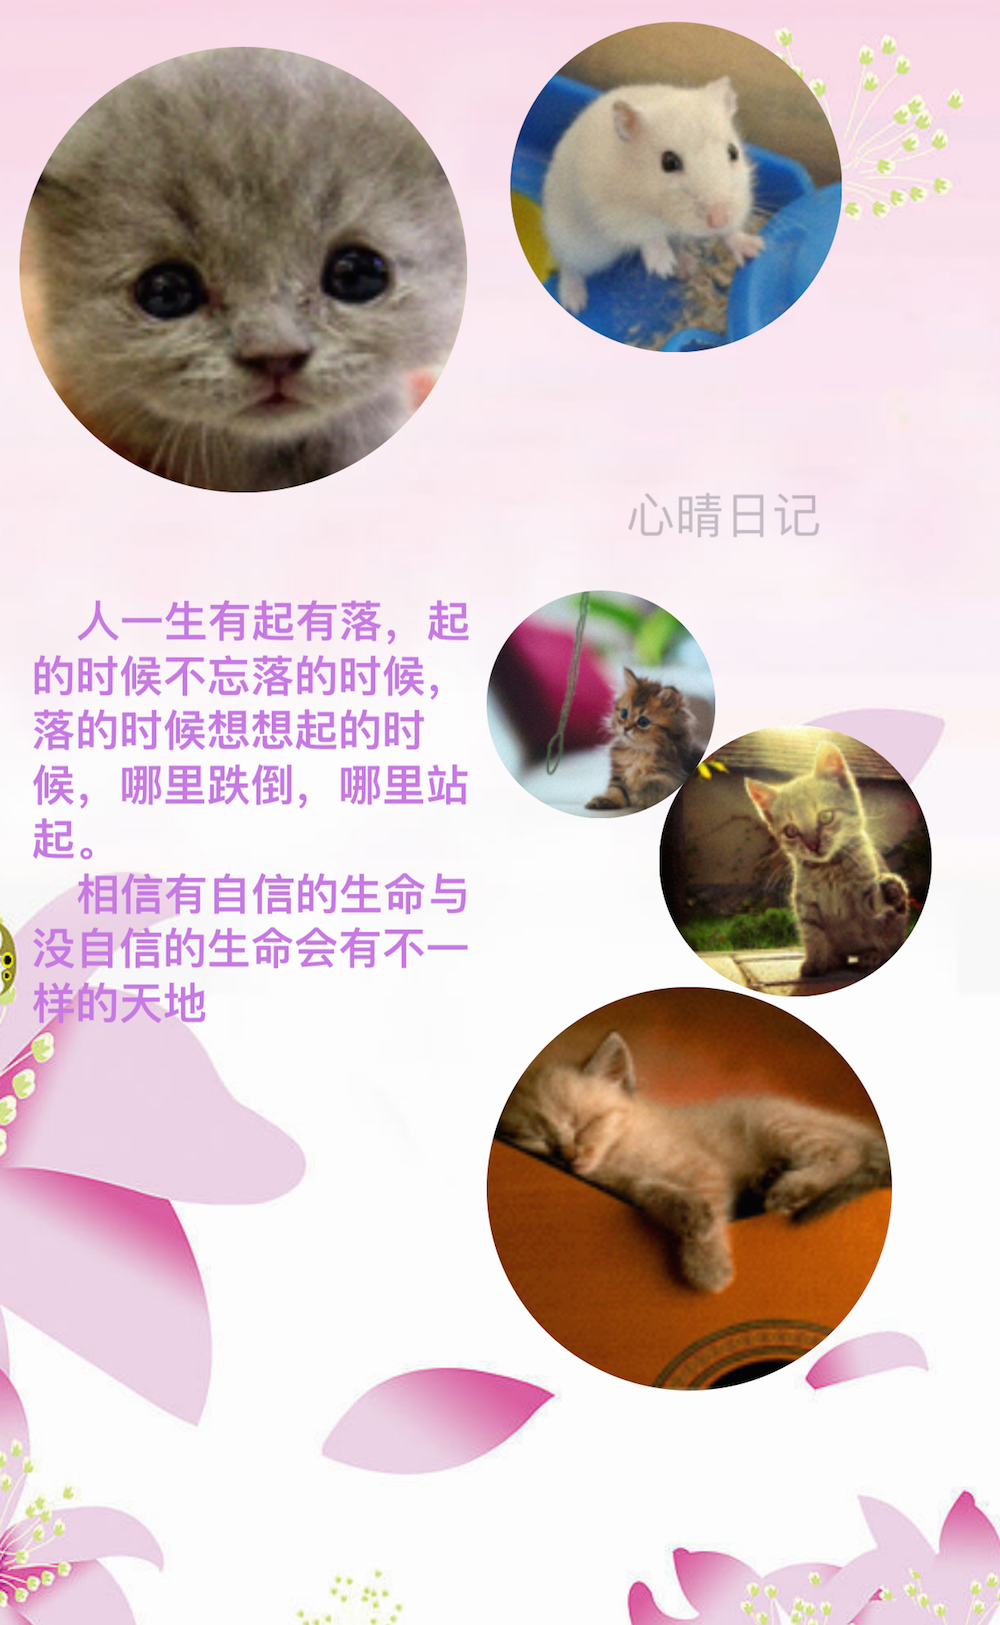 心晴日记
人一生有起有落，起
的时候不忘落的时候，
落的时候想想起的时
候，哪里跌倒，哪里站
起。
相信有自信的生命与
没自信的生命会有不一
样的天地